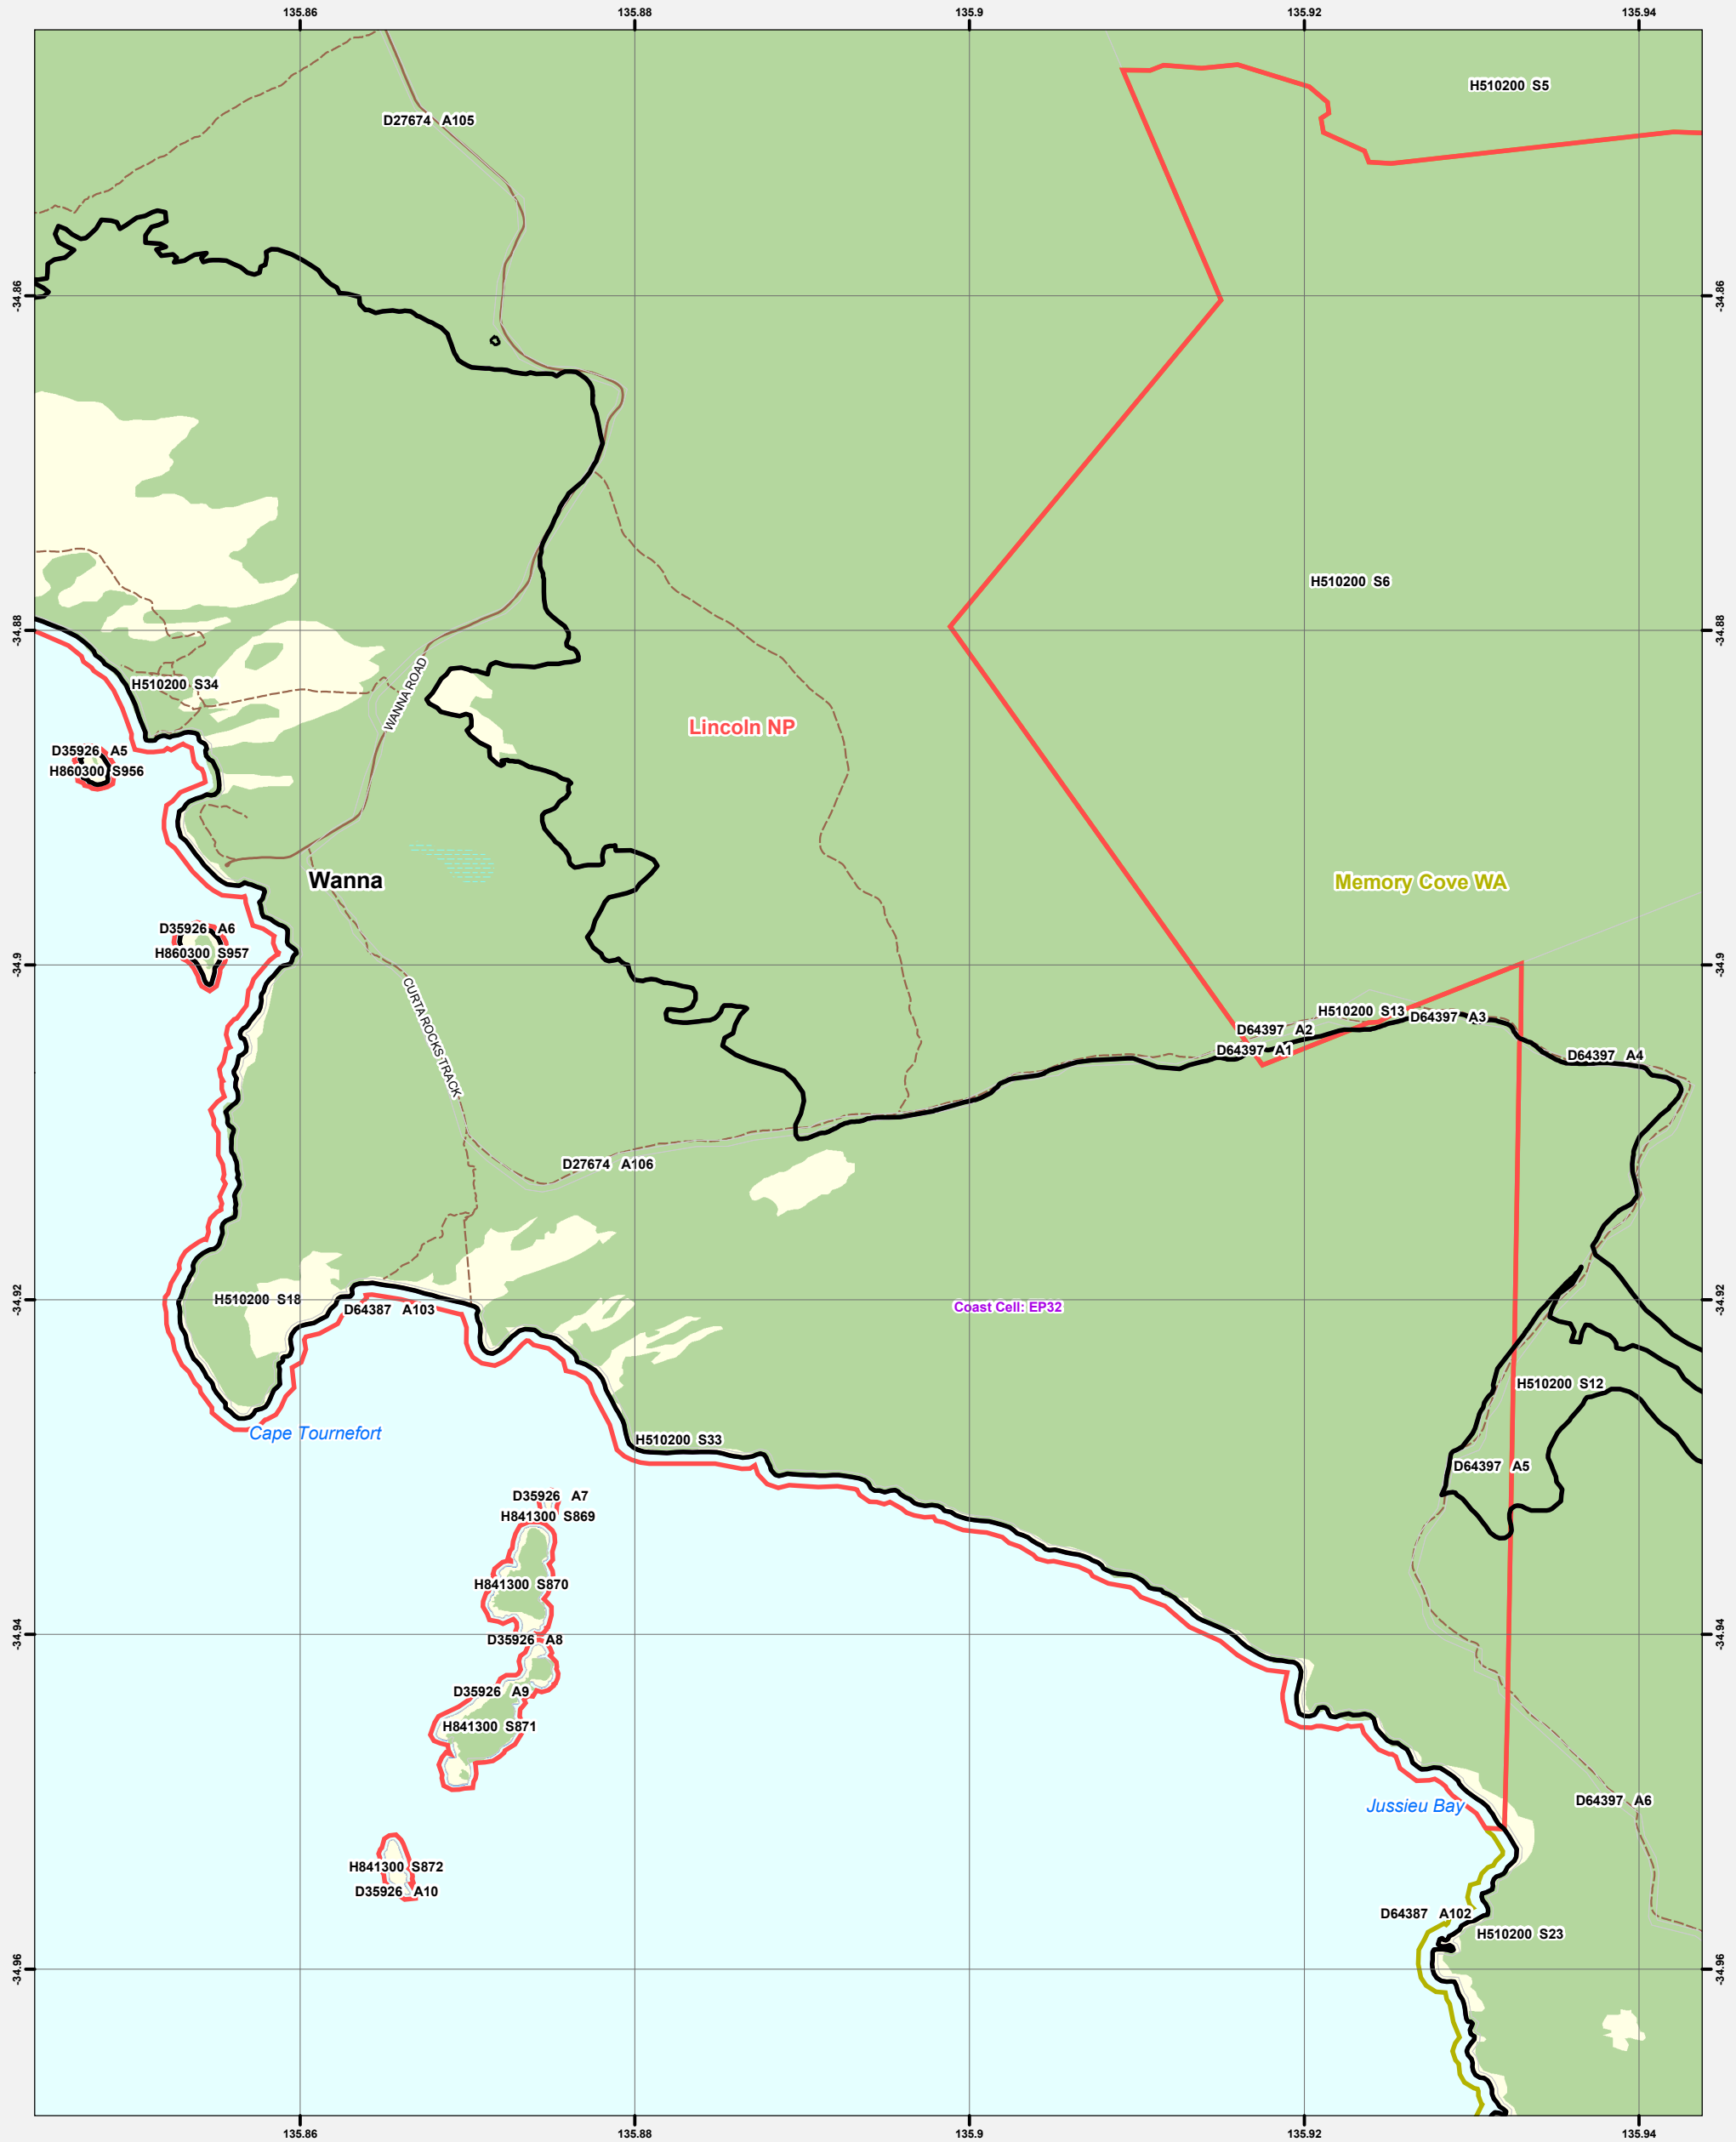 135.86 135.88 135.9 135.92 135.94
H510200 S5
D27674 A105
-34.86 -34.86
H510200 S6
-34.88 -34.88
H510200 S34
WANNA ROAD
Lincoln NP
D35926 A5
H860300 S956
Wanna
Memory Cove WA
D35926 A6
H860300 S957
-34.9 -34.9
CURTA ROCKS TRACK
H510200 S13
D64397 A3
D64397 A2
D64397 A1
D64397 A4
D27674 A106
H510200 S18
D64387 A103
Coast Cell: EP32
-34.92 -34.92
H510200 S12
Cape Tournefort
H510200 S33
D64397 A5
D35926 A7
H841300 S869
H841300 S870
D35926 A8
-34.94 -34.94
D35926 A9
H841300 S871
D64397 A6
Jussieu Bay
H841300 S872
D35926 A10
D64387 A102
H510200 S23
-34.96 -34.96
135.86 135.88 135.9 135.92 135.94